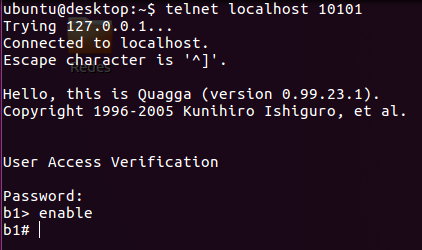 ubuntu@desktop:~$ telnet localhost 10101
Trying 127.0.0.1...
Connected to localhost.
Escape character is '^]'.
Redes
Hello, this is Quagga (version 0.99.23.1).
Copyright 1996-2005 Kunihiro Ishiguro, et al.
User Access Verification
Password:
b1> enable
b1#